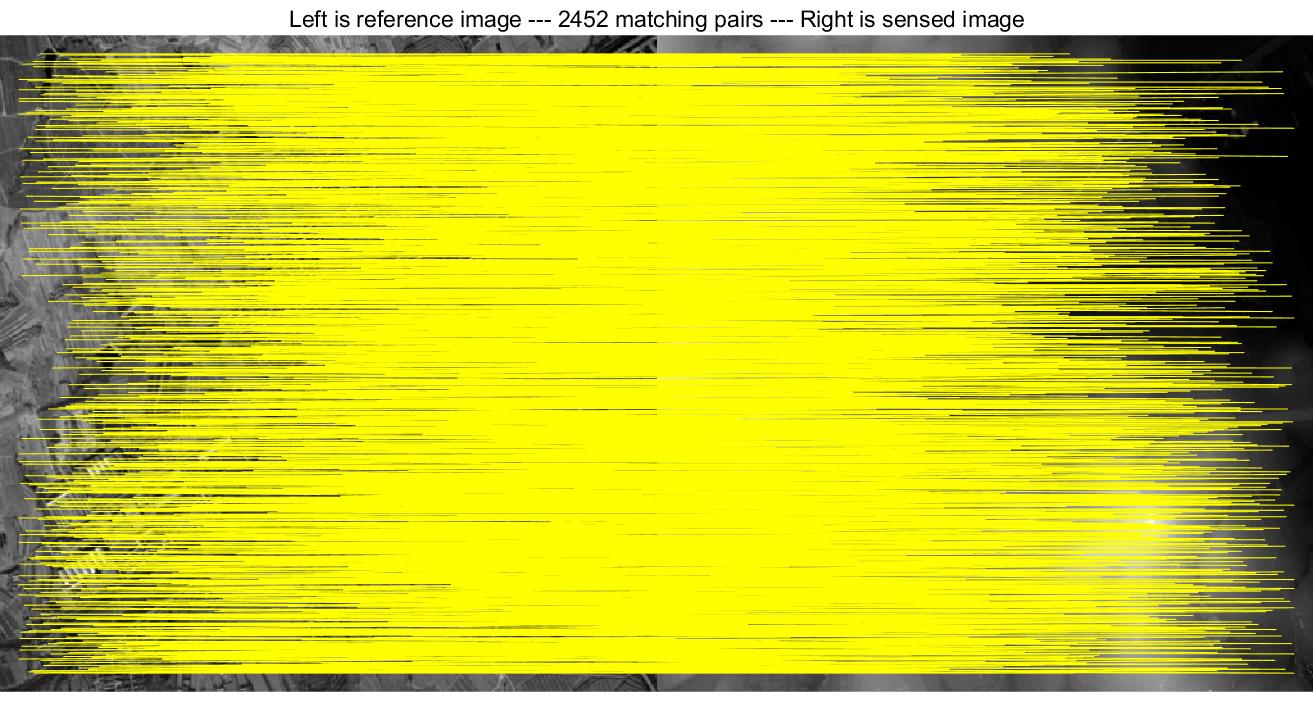 Left is reference image --- 2452 matching pairs --- Right is sensed image